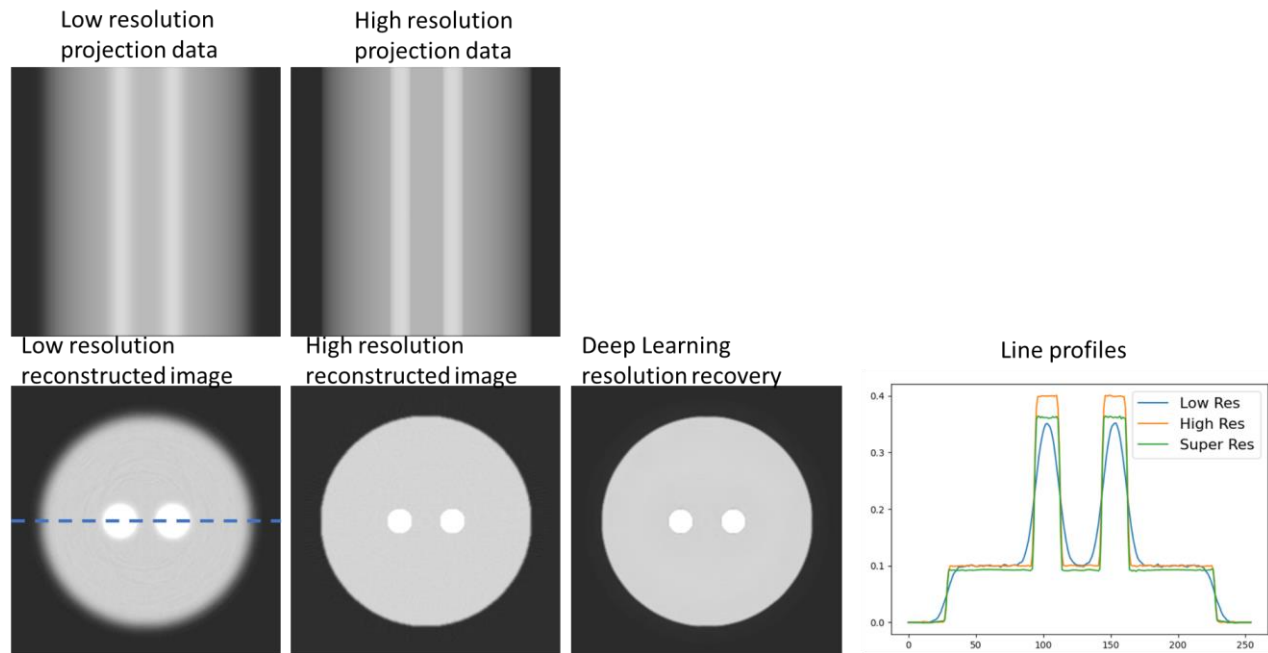 Low resolution
projection data
High resolution
projection data
Low resolution
reconstructed image
High resolution
reconstructed image
Deep Learning
resolution recovery
Line profiles
0.4
0.3
0.2
0.1
0.0
Low Res
High Res
Super Res
0
50
100
150
200
250